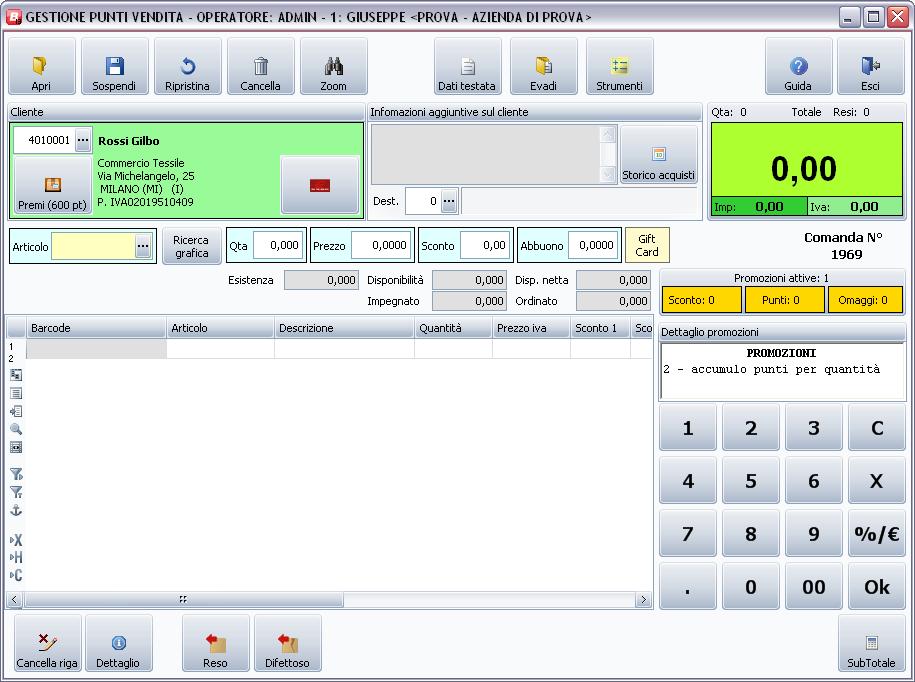 GESTIONE PUNTI VENDITA - OPERATORE: ADMIN - 1: GIUSEPPE <PROVA - AZIENDA DI PROVA>
Apri Sospendi Ripristina Cancella Zoom Dati testata Evadi Strumenti Guida Esci
Cliente
4010001 ... Rossi Gilbo
Commercio Tessile
Via Michelangelo, 25
MILANO (MI) (I)
P. IVA02019510409
Premi (600 pt)
Infomazioni aggiuntive sul cliente
Storico acquisti
Dest. 0 ...
Qta: 0 Totale Resi: 0
0,00
Imp: 0,00 Iva: 0,00
Articolo ... Ricerca grafica Qta 0,000 Prezzo 0,0000 Sconto 0,00 Abbuono 0,0000 Gift Card
Comanda N°
1969
Esistenza 0,000 Disponibilità 0,000 Disp. netta 0,000
Impegnato 0,000 Ordinato 0,000
Promozioni attive: 1
Sconto: 0 Punti: 0 Omaggi: 0
Barcode Articolo Descrizione Quantità Prezzo iva Sconto 1 Sco
1
2
X
H
C
Dettaglio promozioni
PROMOZIONI
2 - accumulo punti per quantità
1 2 3 C
4 5 6 X
7 8 9 %/€
. 0 00 Ok
Cancella riga Dettaglio Reso Difettoso SubTotale